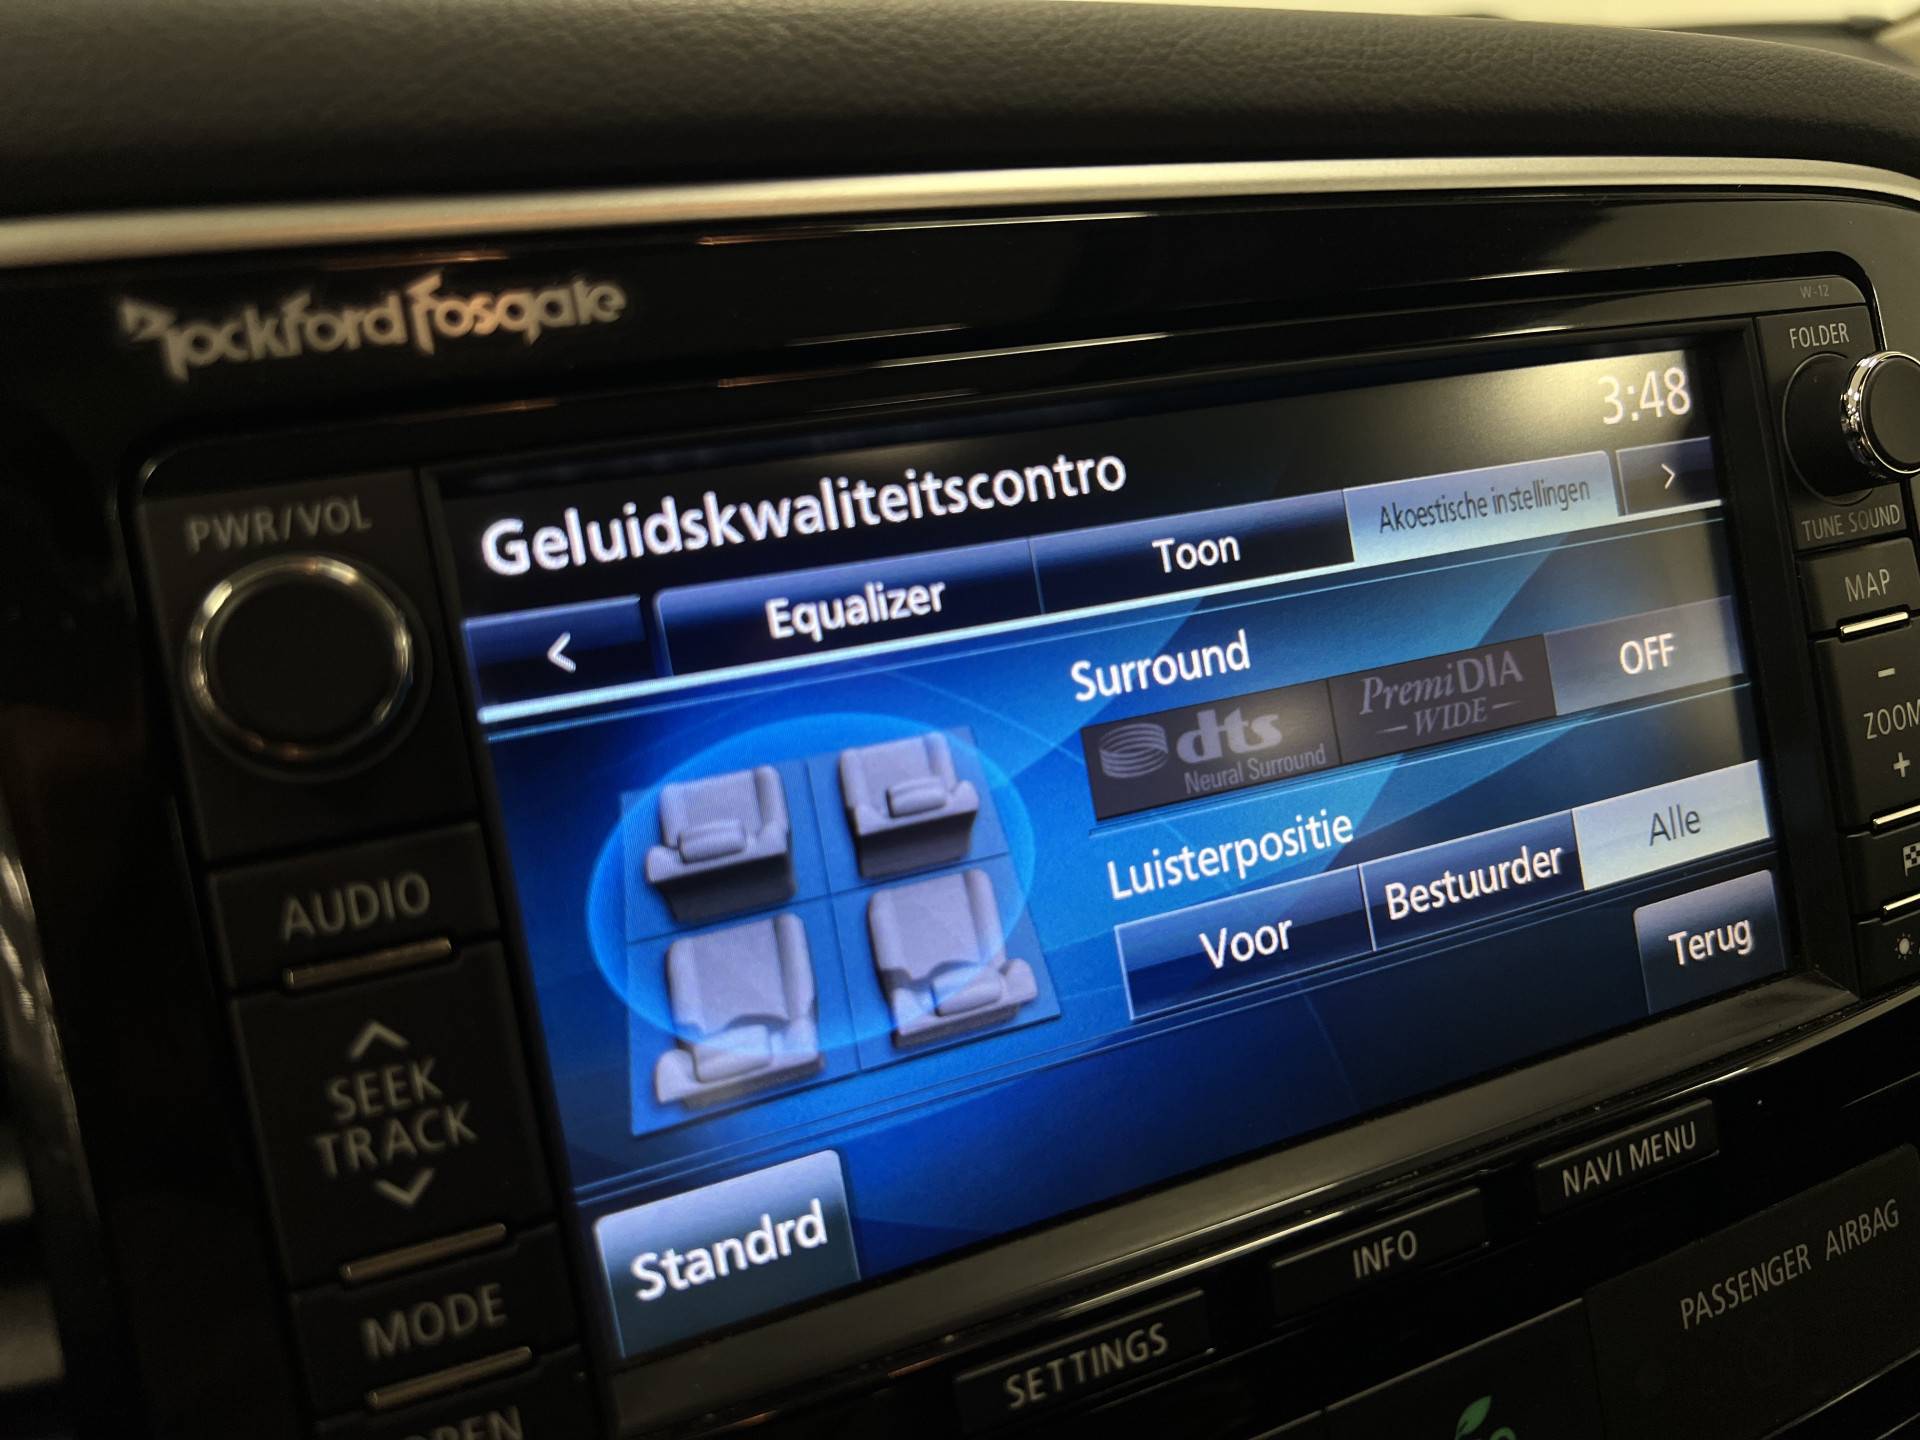 Rockford Fosgate
W-12
FOLDER
3:48
PWR/VOL
Geluidskwaliteitscontro
TUNE SOUND
< Equalizer Toon Akoestische instellingen >
MAP
Surround
dts Neural Surround
PremiDIA
WIDE
OFF
-
ZOOM
+
AUDIO
Luisterpositie
Voor Bestuurder Alle
Terug
SEEK
TRACK
Standrd
NAVI MENU
INFO
SETTINGS
PASSENGER AIRBAG
MODE